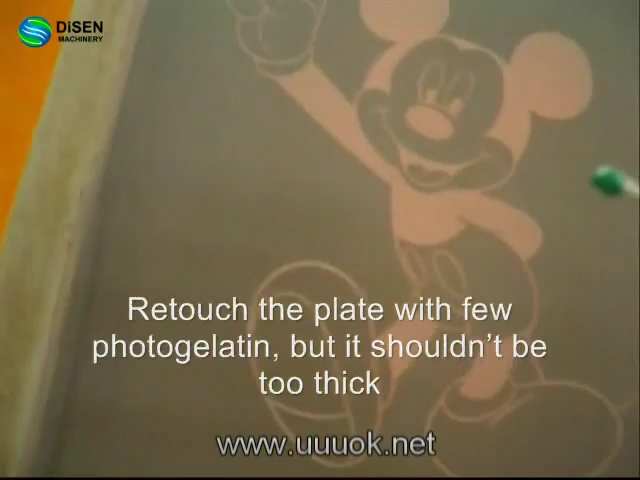 DiSEN
MACHINERY
Retouch the plate with few
photogelatin, but it shouldn't be
too thick
www.uuuok.net